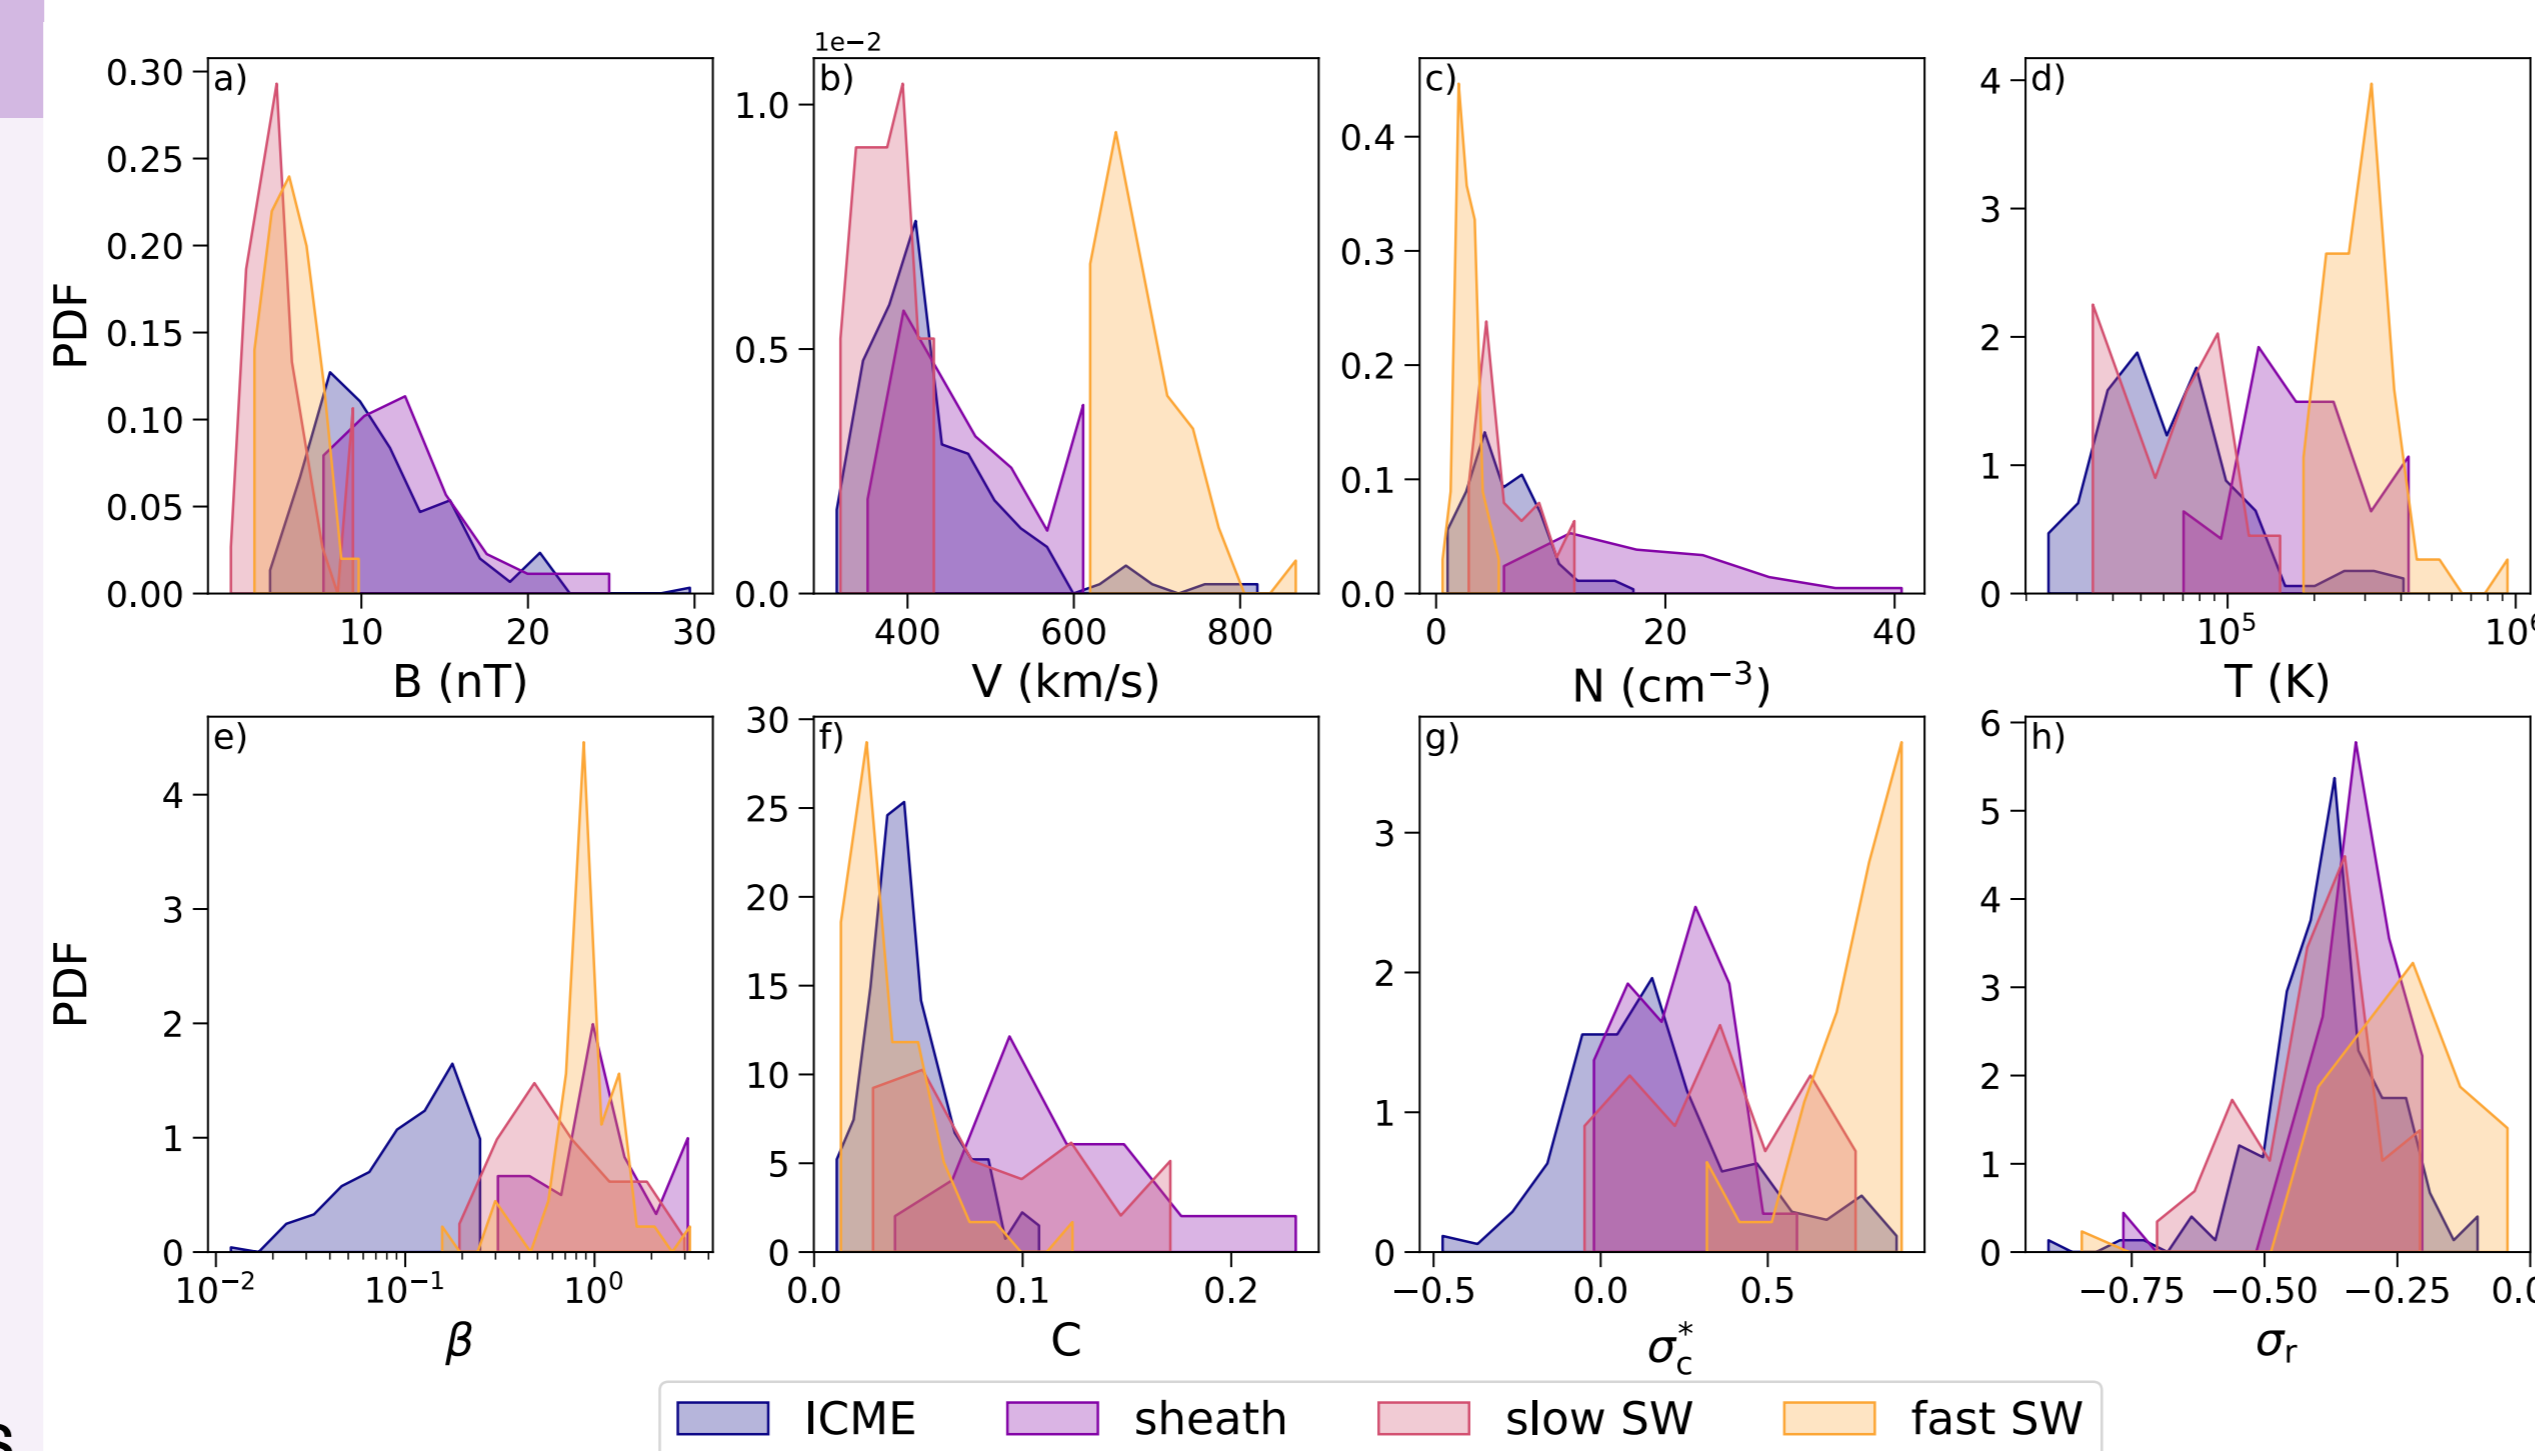 1e−2
a)
b)
c)
d)
PDF
0.30
0.25
0.20
0.15
0.10
0.05
0.00
1.0
0.5
0.0
0.4
0.3
0.2
0.1
0.0
4
3
2
1
0
10 20 30
400 600 800
0 20 40
10⁵
B (nT)
V (km/s)
N (cm⁻³)
T (K)
e)
f)
g)
h)
PDF
4
3
2
1
0
30
25
20
15
10
5
0
3
2
1
0
6
5
4
3
2
1
0
10⁻² 10⁻¹ 10⁰
0.0 0.1 0.2
−0.5 0.0 0.5
−0.75 −0.50 −0.25
β
C
σ*c
σr
ICME sheath slow SW fast SW